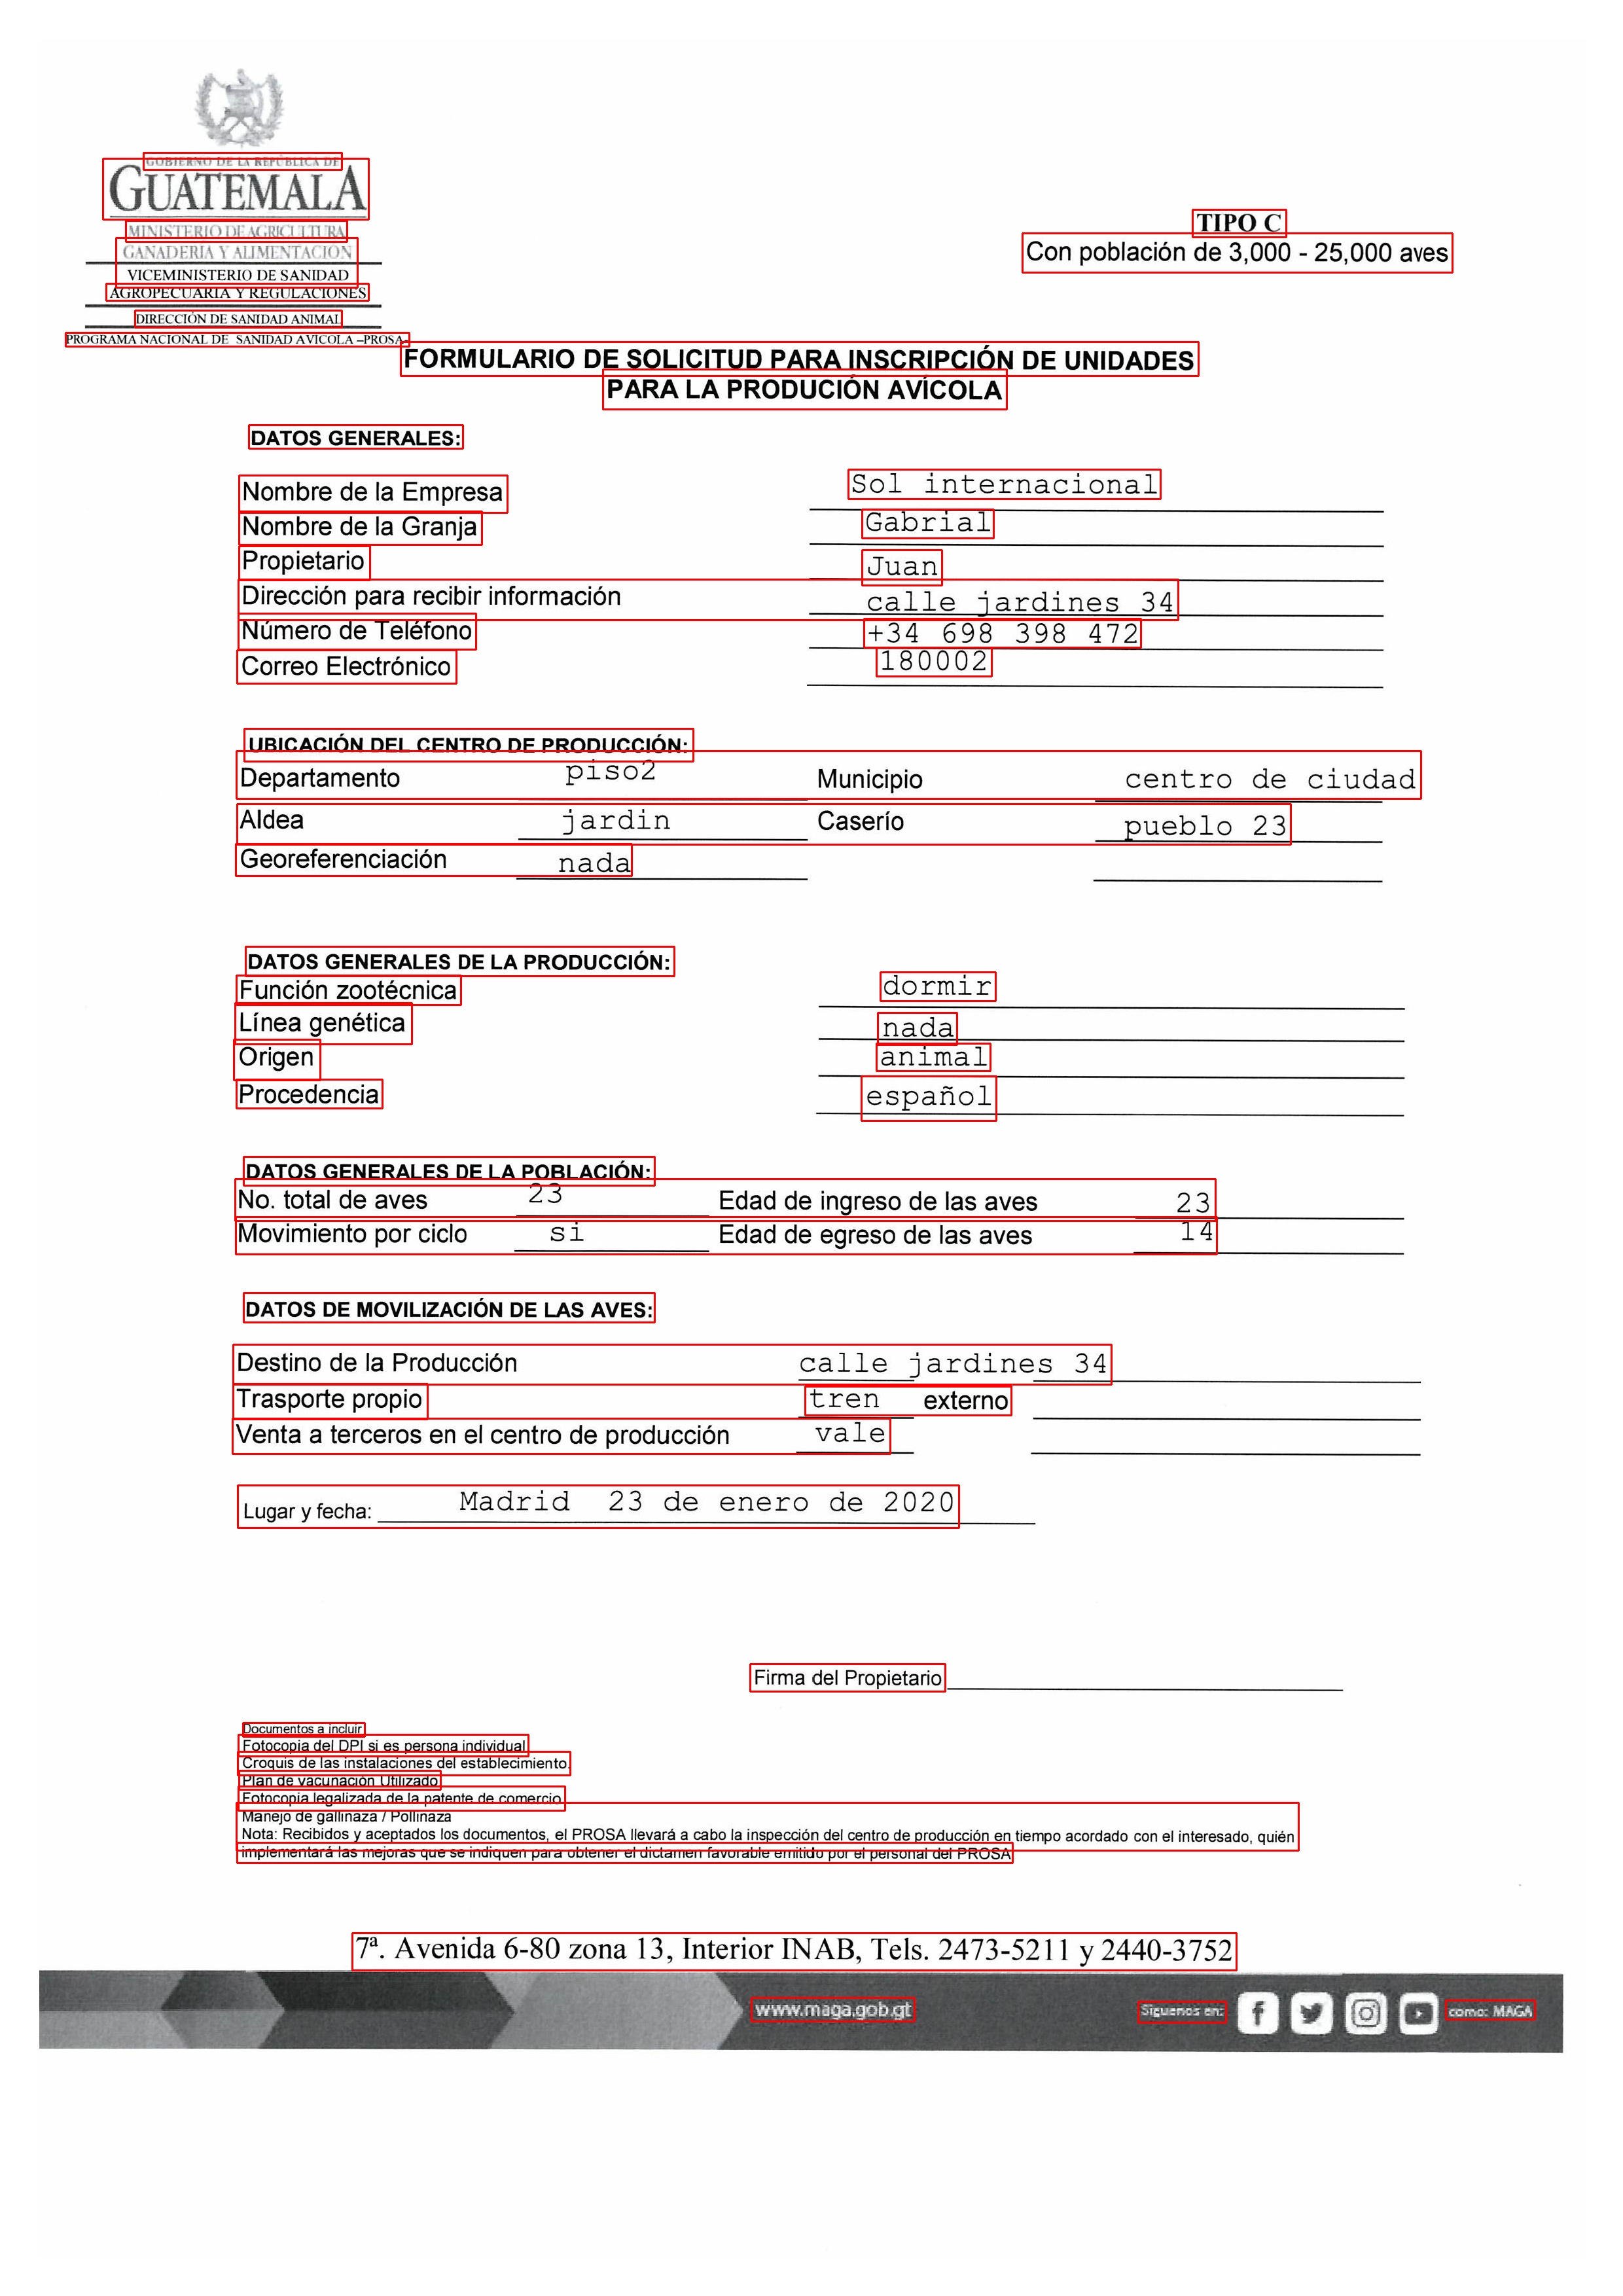 GOBIERNO DE LA REPÚBLICA DE
GUATEMALA
MINISTERIO DE AGRICULTURA
GANADERÍA Y ALIMENTACIÓN
VICEMINISTERIO DE SANIDAD
AGROPECUARIA Y REGULACIONES
DIRECCIÓN DE SANIDAD ANIMAL
PROGRAMA NACIONAL DE SANIDAD AVÍCOLA –PROSA-
TIPO C
Con población de 3,000 - 25,000 aves
FORMULARIO DE SOLICITUD PARA INSCRIPCIÓN DE UNIDADES
PARA LA PRODUCIÓN AVÍCOLA
DATOS GENERALES:
Nombre de la Empresa Sol internacional
Nombre de la Granja Gabrial
Propietario Juan
Dirección para recibir información calle jardines 34
Número de Teléfono +34 698 398 472
Correo Electrónico 180002
UBICACIÓN DEL CENTRO DE PRODUCCIÓN:
Departamento piso2 Municipio centro de ciudad
Aldea jardin Caserío pueblo 23
Georeferenciación nada
DATOS GENERALES DE LA PRODUCCIÓN:
Función zootécnica dormir
Línea genética nada
Origen animal
Procedencia español
DATOS GENERALES DE LA POBLACIÓN:
No. total de aves 23 Edad de ingreso de las aves 23
Movimiento por ciclo si Edad de egreso de las aves 14
DATOS DE MOVILIZACIÓN DE LAS AVES:
Destino de la Producción calle jardines 34
Trasporte propio tren externo
Venta a terceros en el centro de producción vale
Lugar y fecha: Madrid 23 de enero de 2020
Firma del Propietario
Documentos a incluir
Fotocopia del DPI si es persona individual
Croquis de las instalaciones del establecimiento.
Plan de vacunación Utilizado
Fotocopia legalizada de la patente de comercio
Manejo de gallinaza / Pollinaza
Nota: Recibidos y aceptados los documentos, el PROSA llevará a cabo la inspección del centro de producción en tiempo acordado con el interesado, quién
implementará las mejoras que se indiquen para obtener el dictamen favorable emitido por el personal del PROSA
7ª. Avenida 6-80 zona 13, Interior INAB, Tels. 2473-5211 y 2440-3752
www.maga.gob.gt Síguenos en: como: MAGA